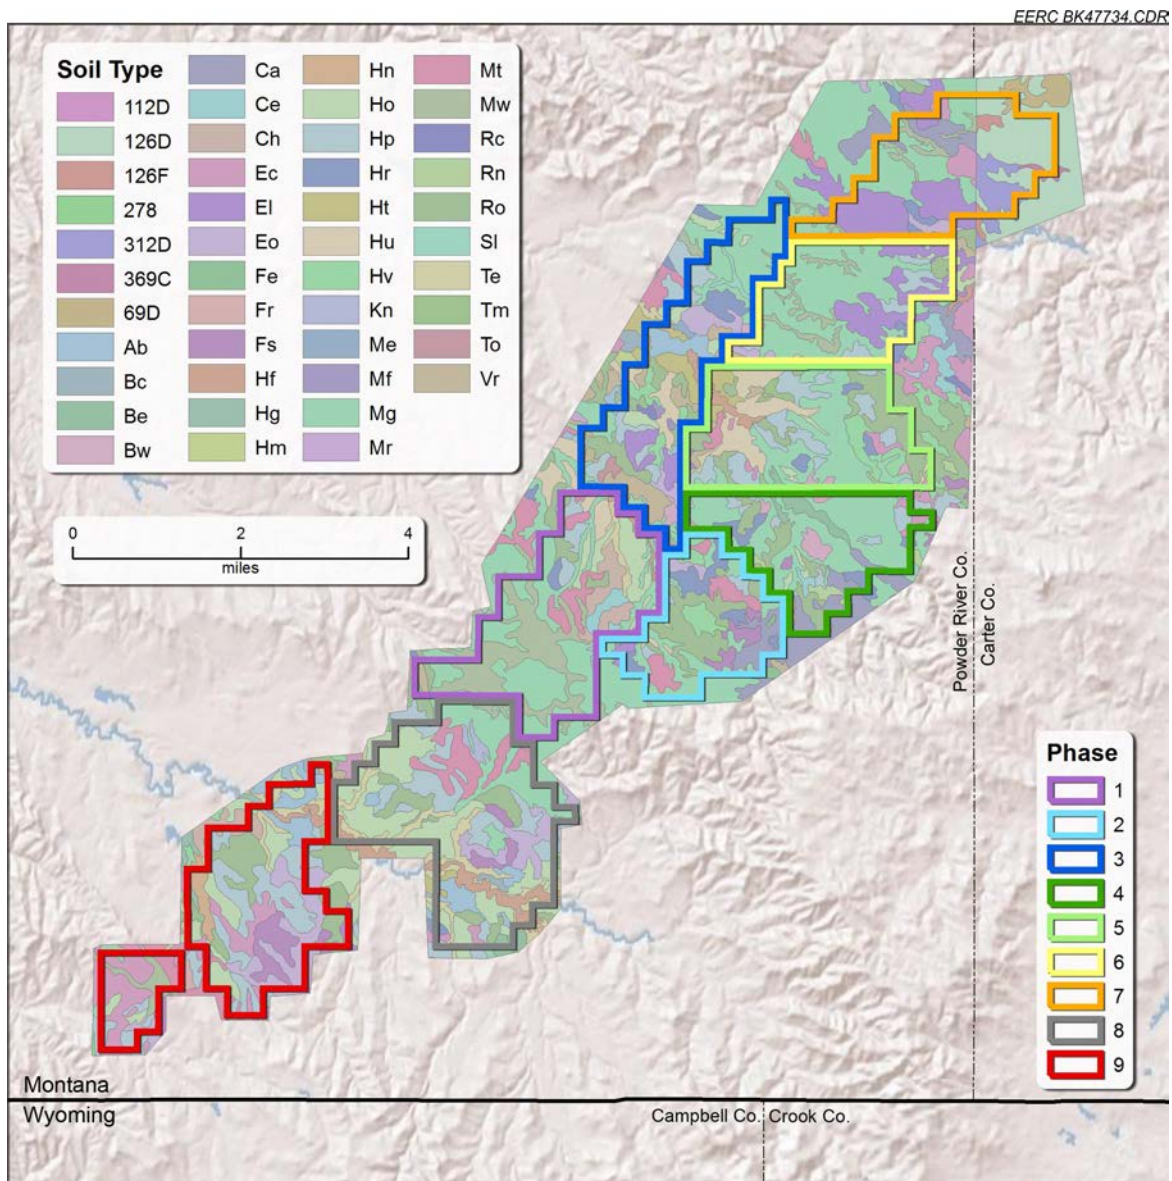 EERC BK47734.CDR
Soil Type
112D
126D
126F
278
312D
369C
69D
Ab
Bc
Be
Bw
Ca
Ce
Ch
Ec
El
Eo
Fe
Fr
Fs
Hf
Hg
Hm
Hn
Ho
Hp
Hr
Ht
Hu
Hv
Kn
Me
Mf
Mg
Mr
Mt
Mw
Rc
Rn
Ro
Sl
Te
Tm
To
Vr
0 2 4
miles
Powder River Co.
Carter Co.
Phase
1
2
3
4
5
6
7
8
9
Montana
Wyoming
Campbell Co. Crook Co.